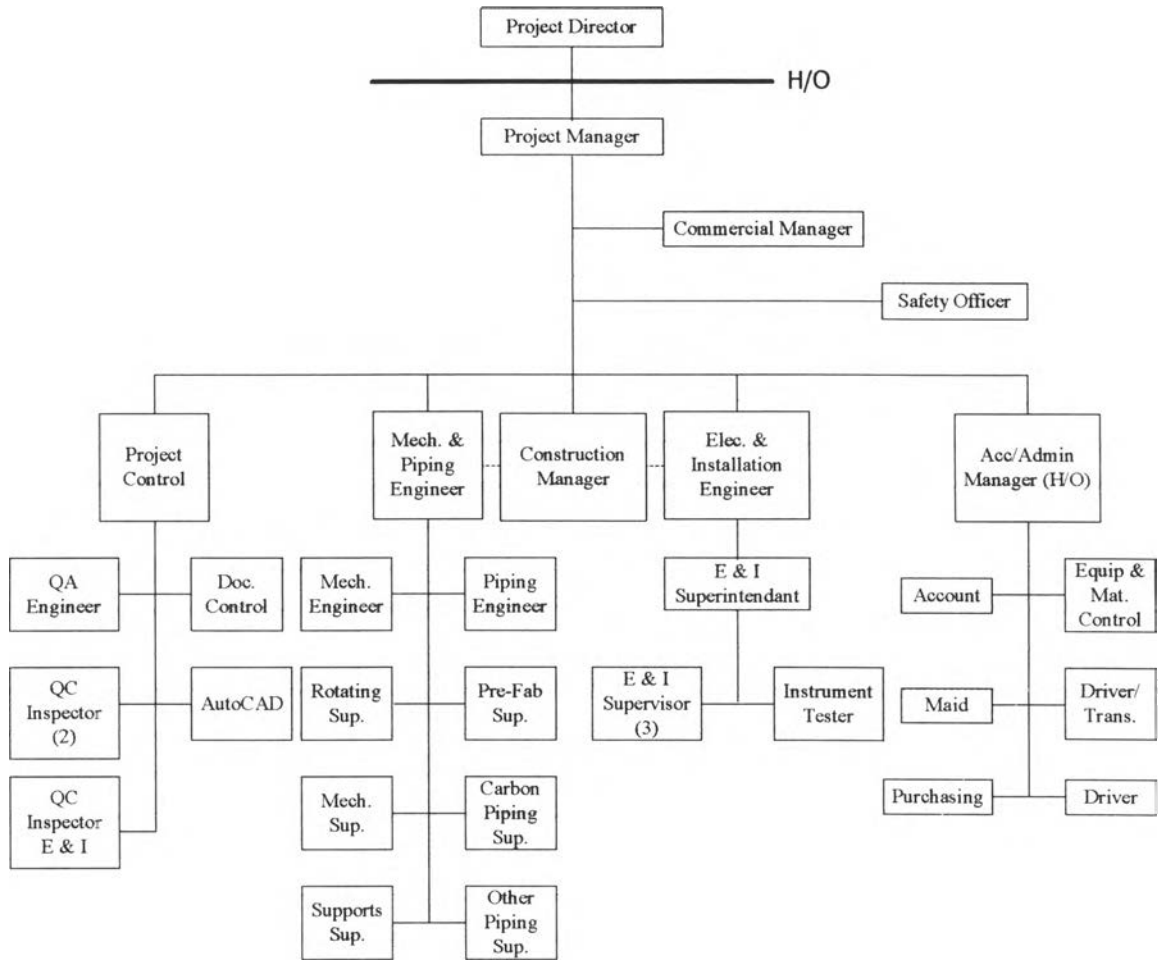 Project Director
H/O
Project Manager
Commercial Manager
Safety Officer
Project
Control
Mech. &
Piping
Engineer
Construction
Manager
Elec. &
Installation
Engineer
Acc/Admin
Manager (H/O)
QA
Engineer
Doc.
Control
Mech.
Engineer
Piping
Engineer
E & I
Superintendant
Account
Equip &
Mat.
Control
QC
Inspector
(2)
AutoCAD
Rotating
Sup.
Pre-Fab
Sup.
E & I
Supervisor
(3)
Instrument
Tester
Maid
Driver/
Trans.
QC
Inspector
E & I
Mech.
Sup.
Carbon
Piping
Sup.
Purchasing
Driver
Supports
Sup.
Other
Piping
Sup.